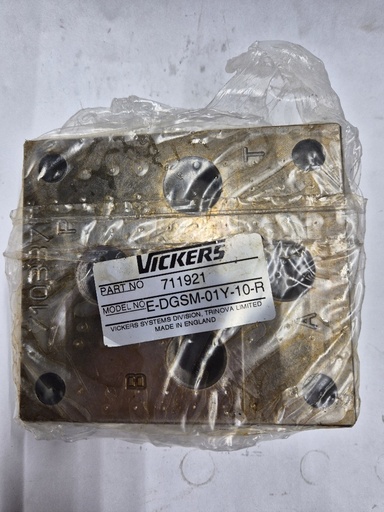 VICKERS
PART NO 711921
MODEL NO E-DGSM-01Y-10-R
VICKERS SYSTEMS DIVISION, TRINOVA LIMITED
MADE IN ENGLAND
T
P
A
B